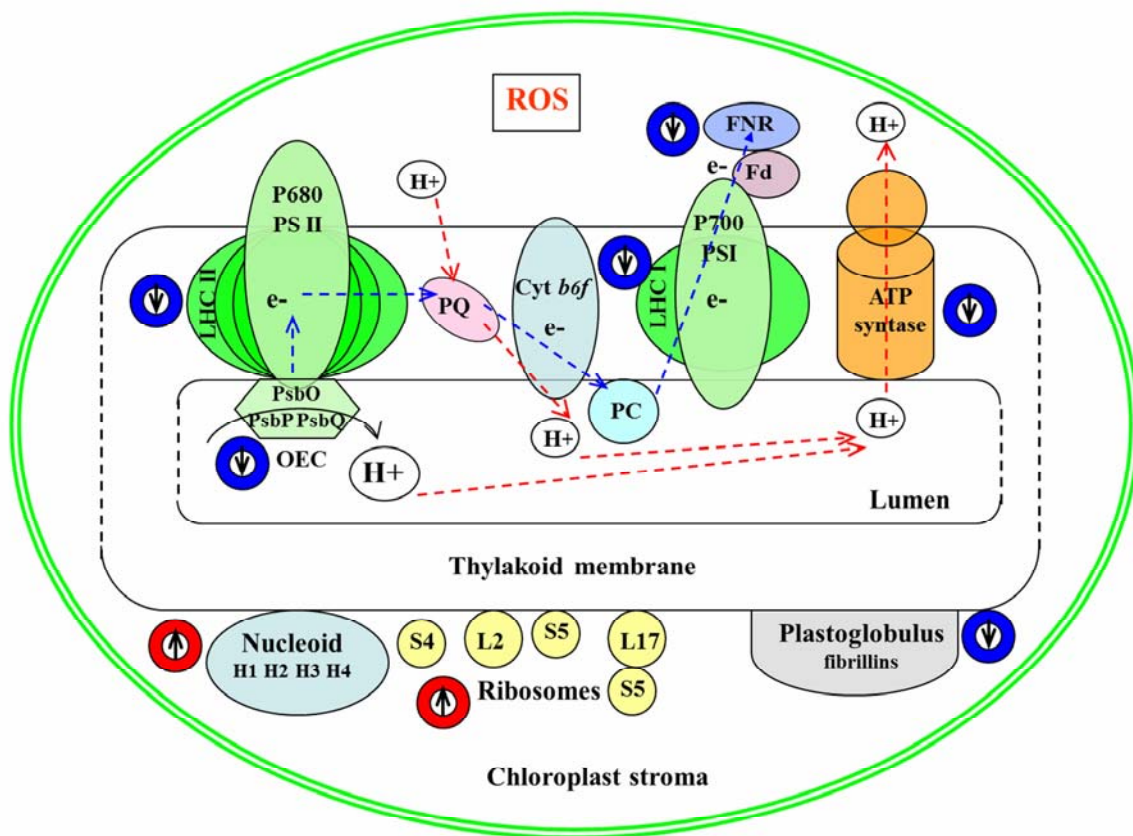 ROS
FNR
H+
e-
Fd
H+
P680
PS II
P700
PSI
LHC II
e-
PQ
Cyt b6f
e-
LHC I
e-
ATP
syntase
PsbO
PsbP PsbQ
OEC
H+
H+
PC
H+
Lumen
Thylakoid membrane
Nucleoid
H1 H2 H3 H4
S4
L2
S5
L17
S5
Ribosomes
Plastoglobulus
fibrillins
Chloroplast stroma